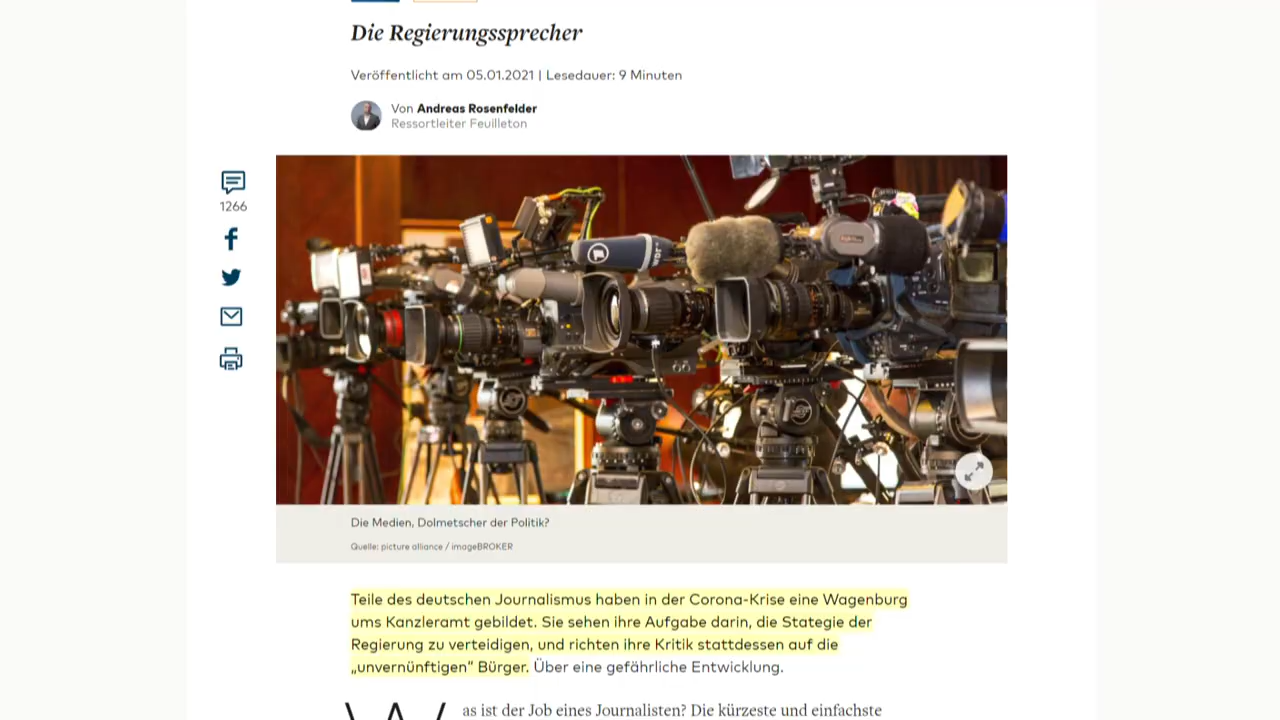 Die Regierungssprecher
Veröffentlicht am 05.01.2021 | Lesedauer: 9 Minuten
Von Andreas Rosenfelder
Ressortleiter Feuilleton
1266
WDR
Die Medien, Dolmetscher der Politik?
Quelle: picture alliance / imageBROKER
Teile des deutschen Journalismus haben in der Corona-Krise eine Wagenburg
ums Kanzleramt gebildet. Sie sehen ihre Aufgabe darin, die Stategie der
Regierung zu verteidigen, und richten ihre Kritik stattdessen auf die
„unvernünftigen“ Bürger. Über eine gefährliche Entwicklung.
Was ist der Job eines Journalisten? Die kürzeste und einfachste